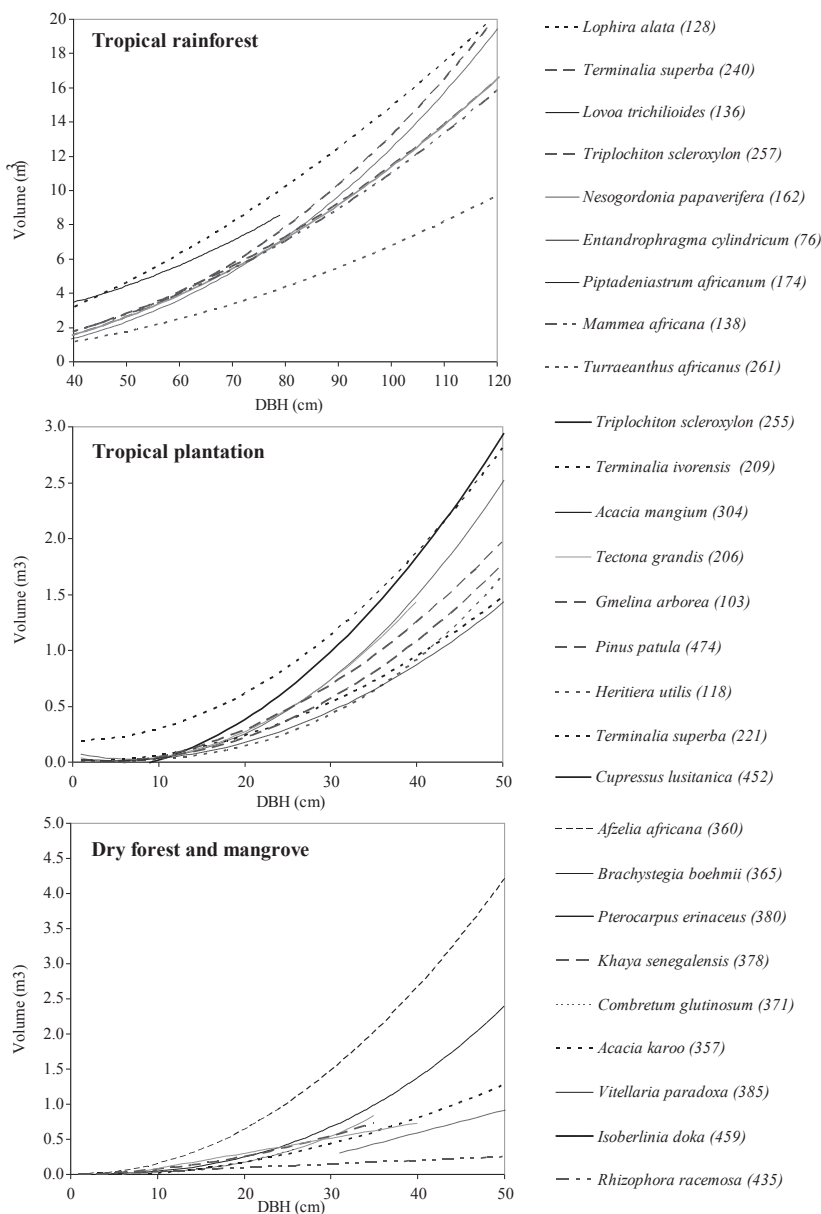 Tropical rainforest
Volume (m3)
20
18
16
14
12
10
8
6
4
2
0
40 50 60 70 80 90 100 110 120
DBH (cm)
Lophira alata (128)
Terminalia superba (240)
Lovoa trichilioides (136)
Triplochiton scleroxylon (257)
Nesogordonia papaverifera (162)
Entandrophragma cylindricum (76)
Piptadeniastrum africanum (174)
Mammea africana (138)
Turraeanthus africanus (261)
Tropical plantation
Volume (m3)
3.0
2.5
2.0
1.5
1.0
0.5
0.0
0 10 20 30 40 50
DBH (cm)
Triplochiton scleroxylon (255)
Terminalia ivorensis (209)
Acacia mangium (304)
Tectona grandis (206)
Gmelina arborea (103)
Pinus patula (474)
Heritiera utilis (118)
Terminalia superba (221)
Cupressus lusitanica (452)
Dry forest and mangrove
Volume (m3)
5.0
4.5
4.0
3.5
3.0
2.5
2.0
1.5
1.0
0.5
0.0
0 10 20 30 40 50
DBH (cm)
Afzelia africana (360)
Brachystegia boehmii (365)
Pterocarpus erinaceus (380)
Khaya senegalensis (378)
Combretum glutinosum (371)
Acacia karoo (357)
Vitellaria paradoxa (385)
Isoberlinia doka (459)
Rhizophora racemosa (435)